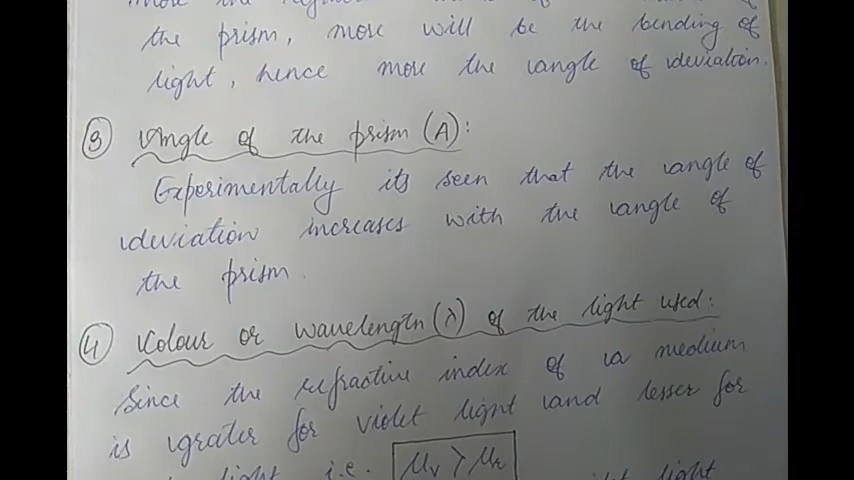 the prism, more will be the bending of
light, hence more the angle of deviation.
③ Angle of the prism (A):
Experimentally its seen that the angle of
deviation increases with the angle of
the prism.
④ Colour or wavelength (λ) of the light used:
Since the refractive index of a medium
is greater for violet light and lesser for
light i.e. μv > μr light